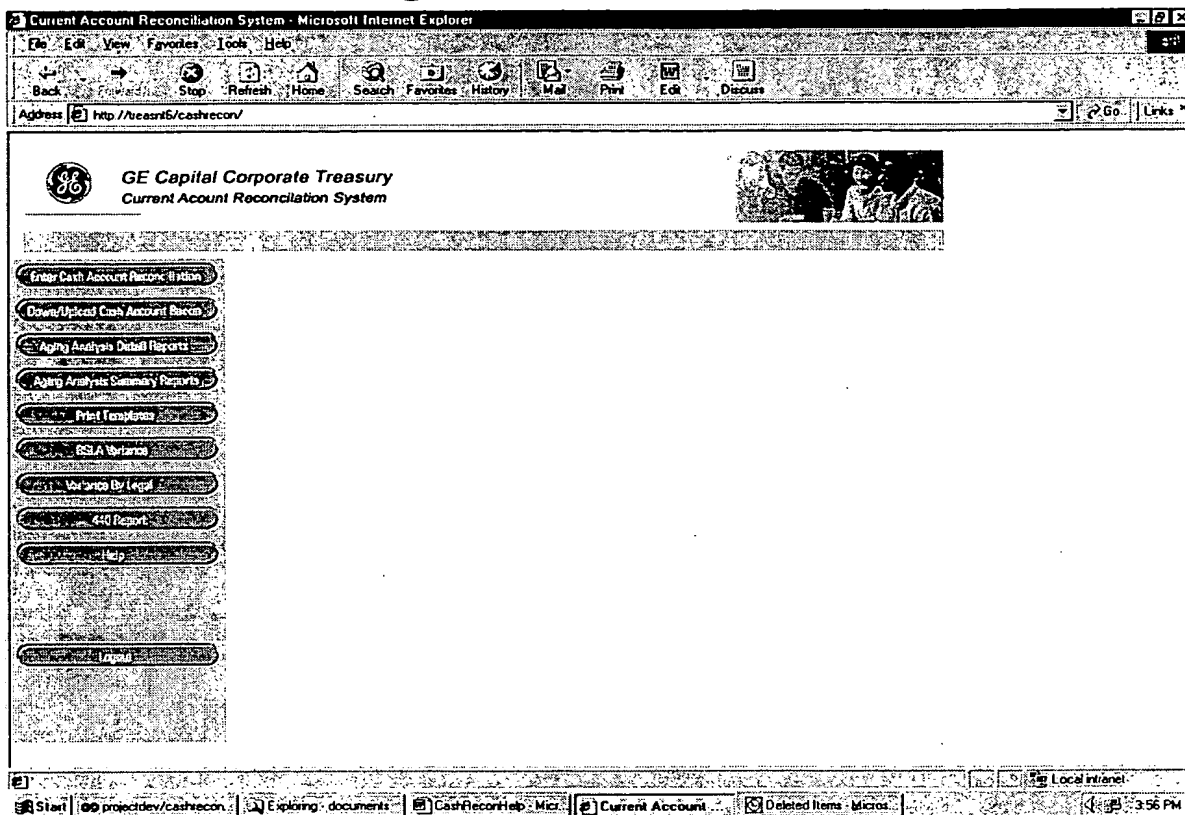 Current Account Reconciliation System - Microsoft Internet Explorer
File Edit View Favorites Tools Help
Back Forward Stop Refresh Home Search Favorites History Mail Print Edit Discuss
Address http://treasnt6/cashrecon/ Go Links
GE Capital Corporate Treasury
Current Acount Reconcilation System
Enter Cash Account Reconciliation
Down/Upload Cash Account Recon
Aging Analysis Detail Reports
Aging Analysis Summary Reports
Print Templates
BSLA Variance
Variance By Legal
440 Report
Help
Logout
Local intranet
Start projectdev/cashrecon... Exploring - documents CashReconHelp - Micr... Current Account ... Deleted Items - Micros... 3:56 PM